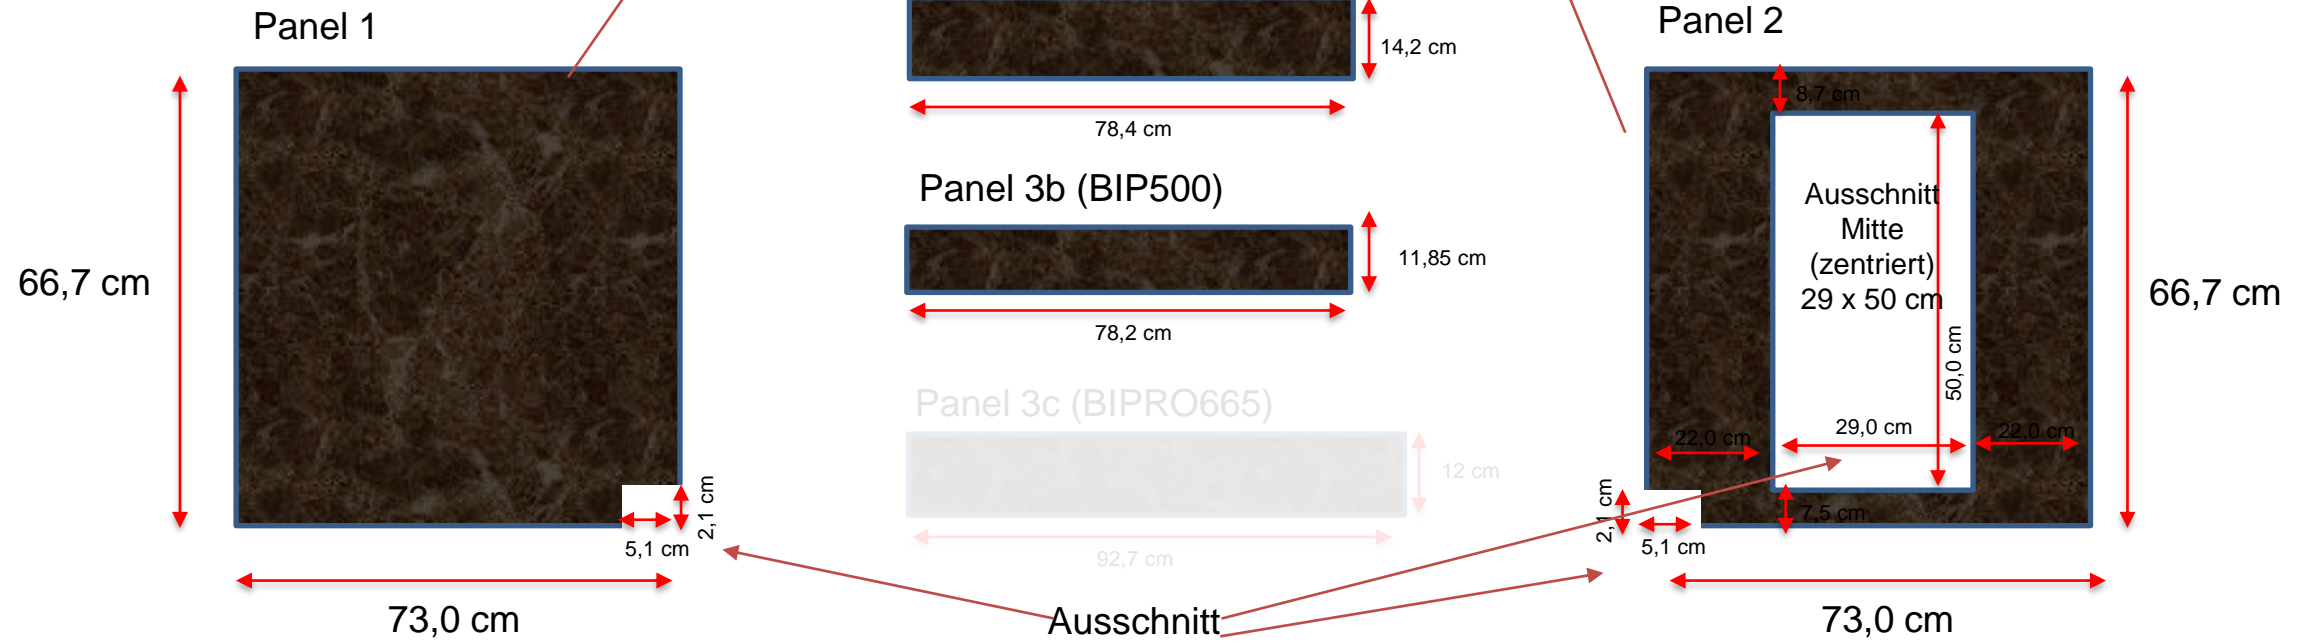 Panel 1
66,7 cm
2,1 cm
5,1 cm
73,0 cm
14,2 cm
78,4 cm
Panel 3b (BIP500)
11,85 cm
78,2 cm
Panel 3c (BIPRO665)
12 cm
92,7 cm
Ausschnitt
Panel 2
8,7 cm
Ausschnitt
Mitte
(zentriert)
29 x 50 cm
50,0 cm
66,7 cm
22,0 cm
29,0 cm
22,0 cm
7,5 cm
2,1 cm
5,1 cm
73,0 cm